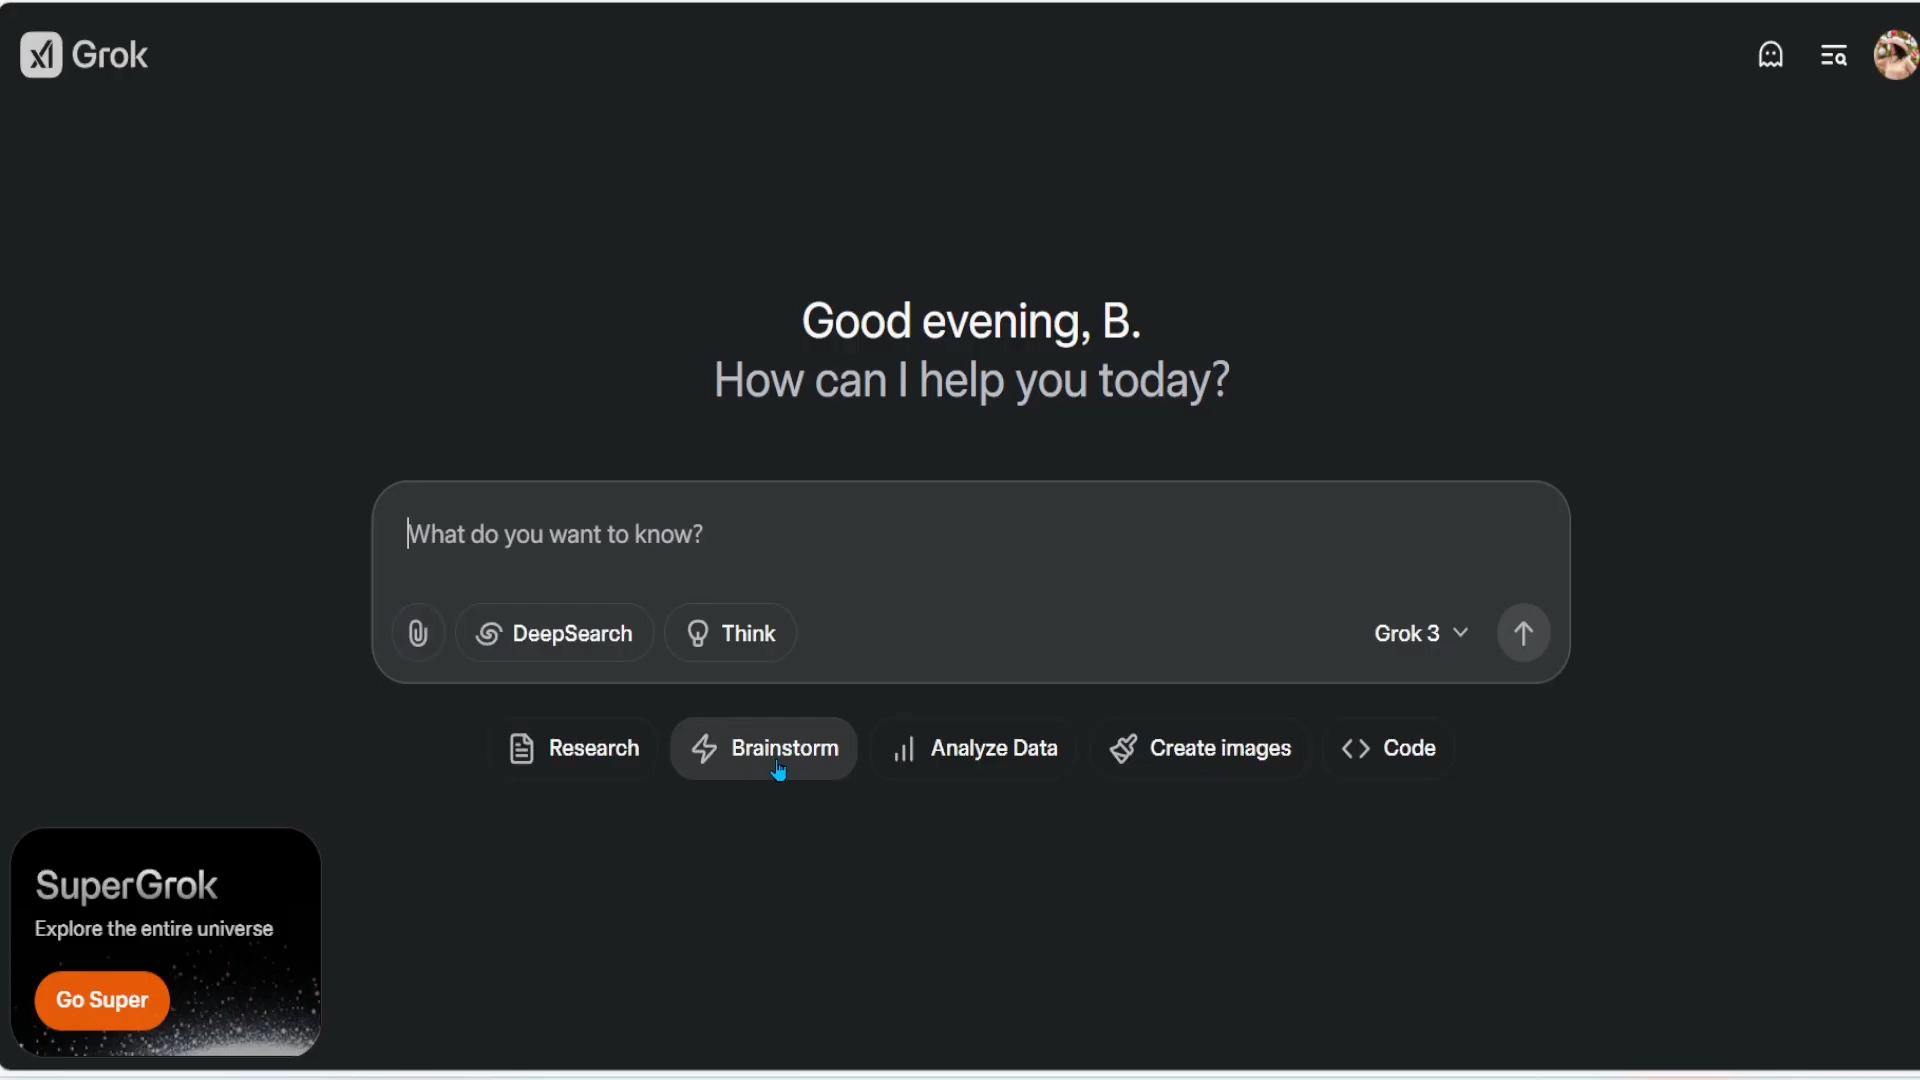 Grok
Good evening, B.
How can I help you today?
What do you want to know?
DeepSearch
Think
Grok 3
Research
Brainstorm
Analyze Data
Create images
Code
SuperGrok
Explore the entire universe
Go Super